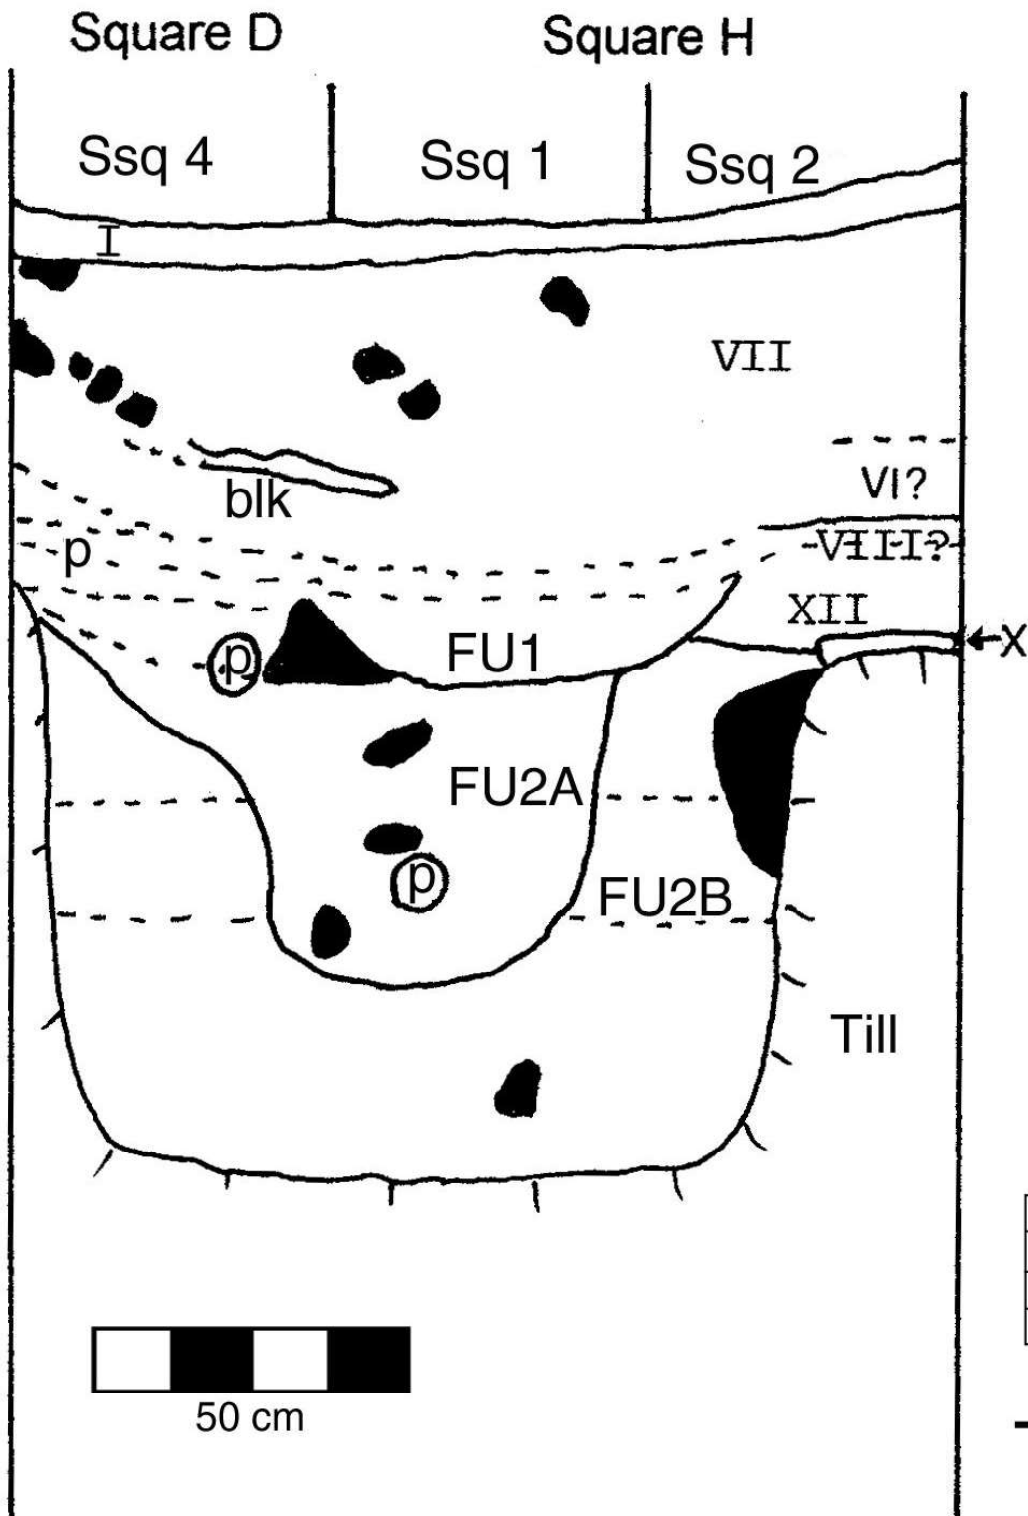 Square D Square H
Ssq 4 Ssq 1 Ssq 2
I
VII
VI?
blk
VIII?
p
XII
FU1
X
p
FU2A
p
FU2B
Till
50 cm